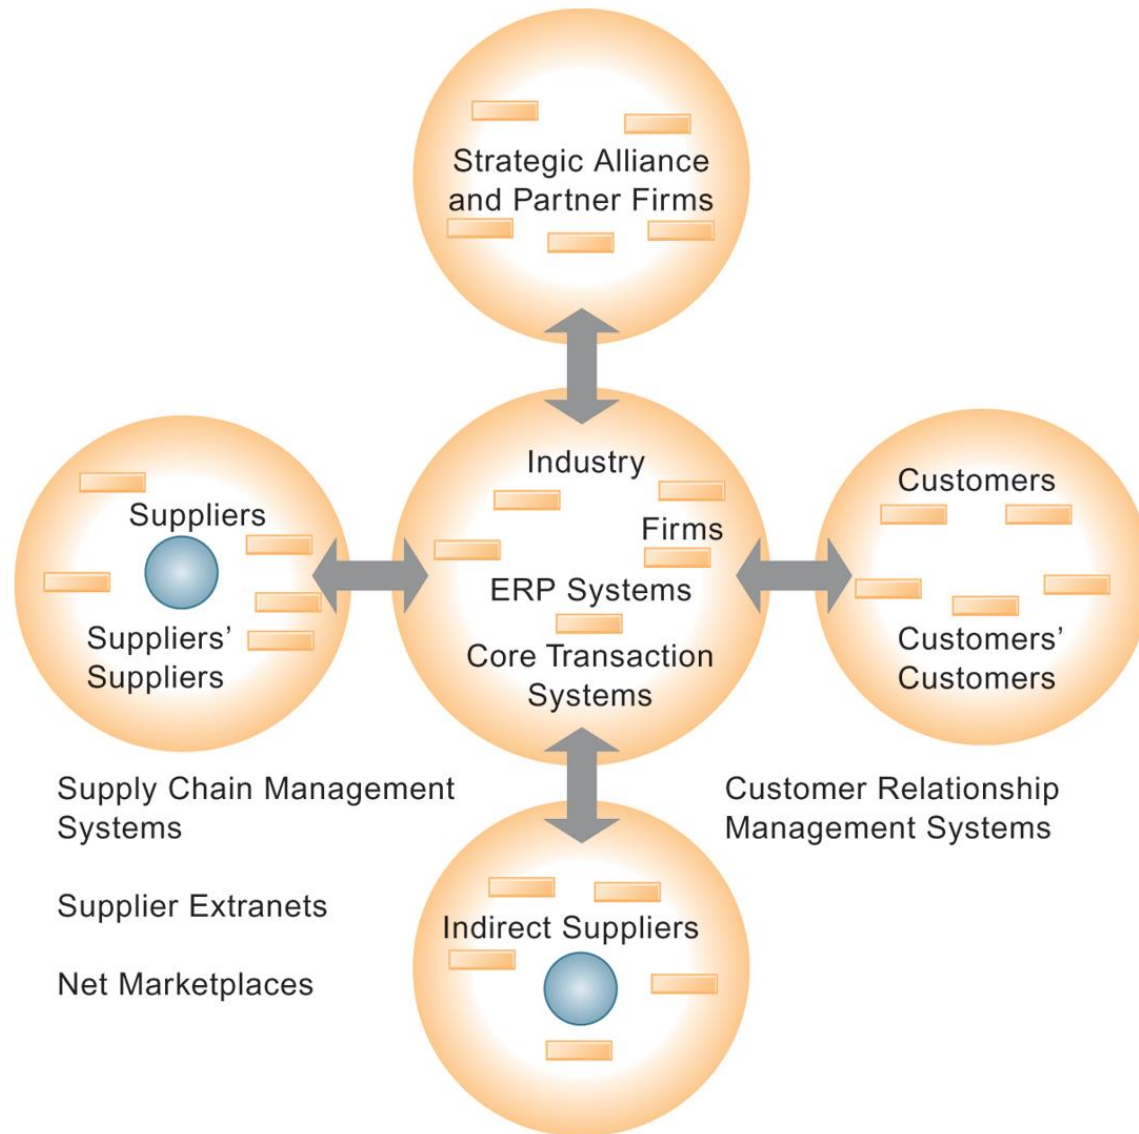 Strategic Alliance
and Partner Firms
Industry
Firms
ERP Systems
Core Transaction
Systems
Suppliers
Suppliers’
Suppliers
Customers
Customers’
Customers
Supply Chain Management
Systems
Supplier Extranets
Net Marketplaces
Customer Relationship
Management Systems
Indirect Suppliers